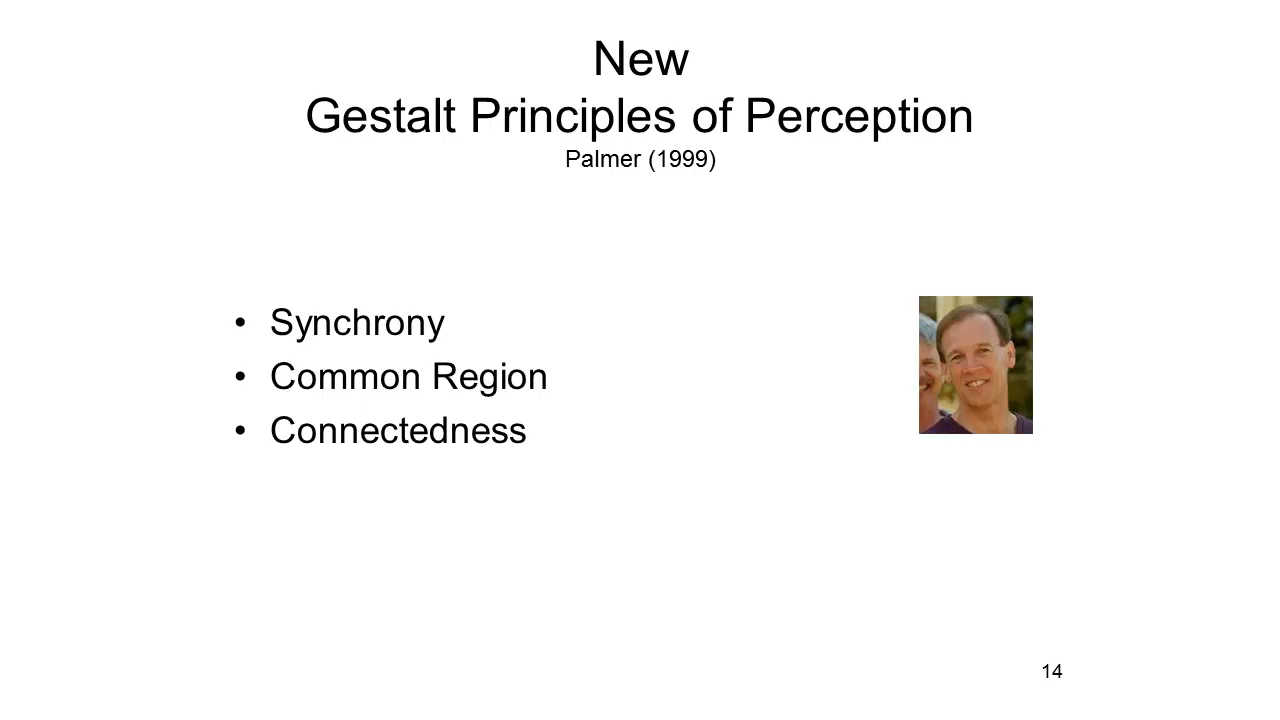 New
Gestalt Principles of Perception
Palmer (1999)
• Synchrony
• Common Region
• Connectedness
14